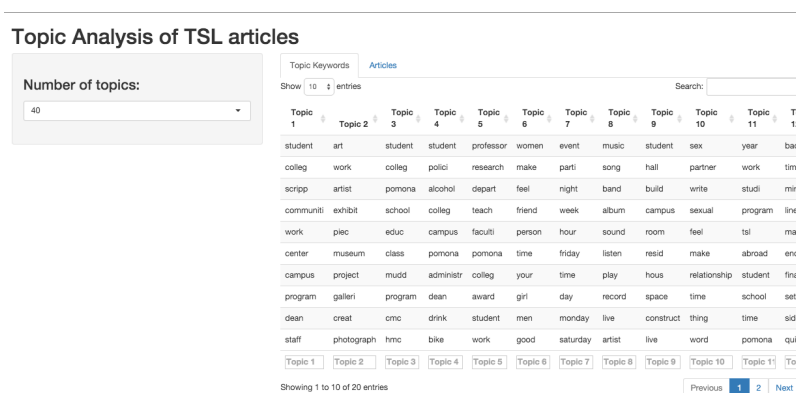 Topic Analysis of TSL articles
Number of topics:
40
Topic Keywords Articles
Show 10 entries Search:
Topic 1 Topic 2 Topic 3 Topic 4 Topic 5 Topic 6 Topic 7 Topic 8 Topic 9 Topic 10 Topic 11
student art student student professor women event music student sex year
colleg work colleg polici research make parti song hall partner work
scripp artist pomona alcohol depart feel night band build write studi
communiti exhibit school colleg teach friend week album campus sexual program
work piec educ campus faculti person hour sound room feel tsl
center museum class pomona pomona time friday listen resid make abroad
campus project mudd administr colleg your time play hous relationship student
program galleri program dean award girl day record space time school
dean creat cmc drink student men monday live construct thing time
staff photograph hmc bike work good saturday artist live word pomona
Topic 1 Topic 2 Topic 3 Topic 4 Topic 5 Topic 6 Topic 7 Topic 8 Topic 9 Topic 10 Topic 11
Showing 1 to 10 of 20 entries Previous 1 2 Next